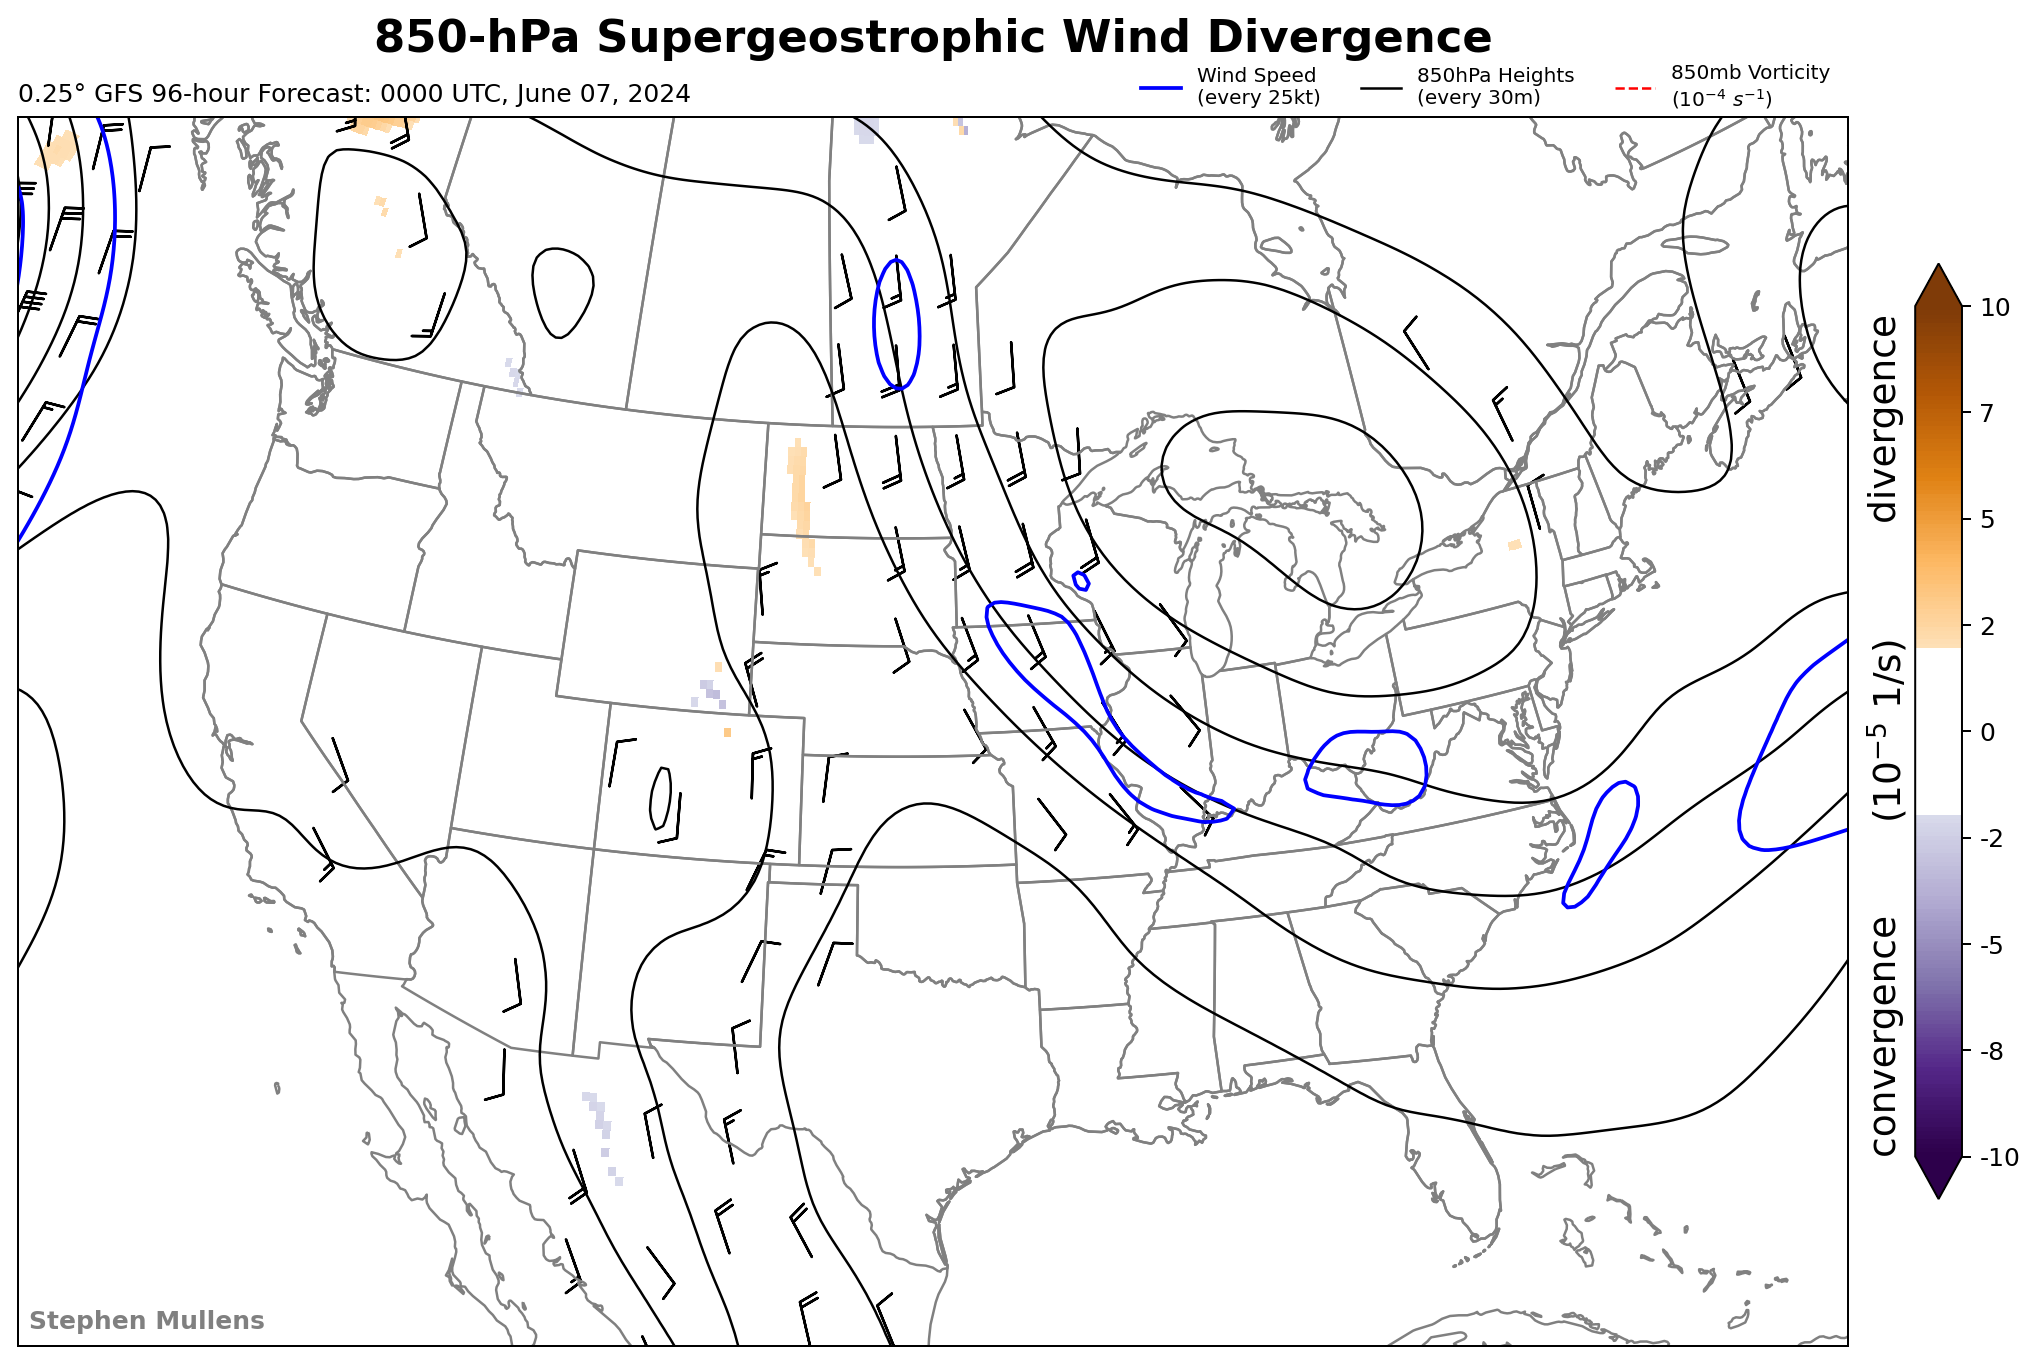 850-hPa Supergeostrophic Wind Divergence
0.25° GFS 96-hour Forecast: 0000 UTC, June 07, 2024
Wind Speed
(every 25kt)
850hPa Heights
(every 30m)
850mb Vorticity
(10⁻⁴ s⁻¹)
convergence (10⁻⁵ 1/s) divergence
10
7
5
2
0
-2
-5
-8
-10
Stephen Mullens